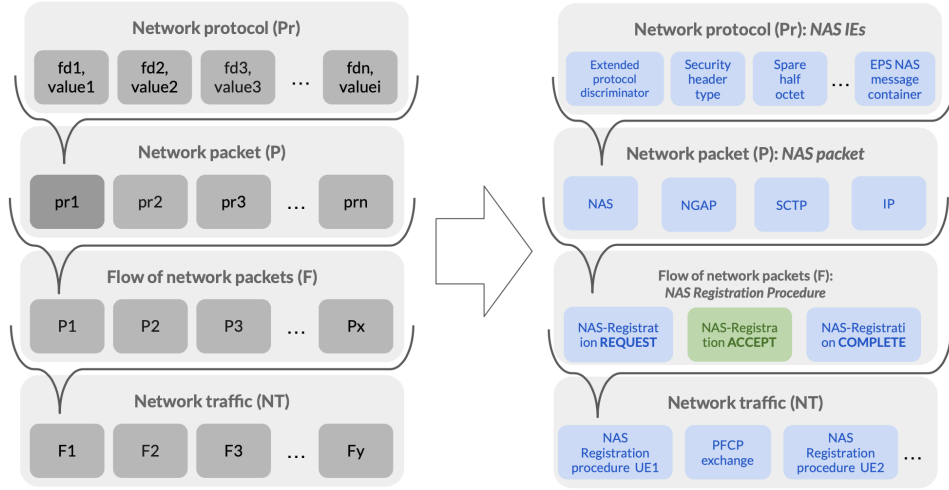 Network protocol (Pr)
fd1,
value1
fd2,
value2
fd3,
value3
...
fdn,
valuei
Network packet (P)
pr1
pr2
pr3
...
prn
Flow of network packets (F)
P1
P2
P3
...
Px
Network traffic (NT)
F1
F2
F3
...
Fy
Network protocol (Pr): NAS IEs
Extended
protocol
discriminator
Security
header
type
Spare
half
octet
...
EPS NAS
message
container
Network packet (P): NAS packet
NAS
NGAP
SCTP
IP
Flow of network packets (F):
NAS Registration Procedure
NAS-Registrat
ion REQUEST
NAS-Registra
tion ACCEPT
NAS-Registrati
on COMPLETE
Network traffic (NT)
NAS
Registration
procedure UE1
PFCP
exchange
NAS
Registration
procedure UE2
...